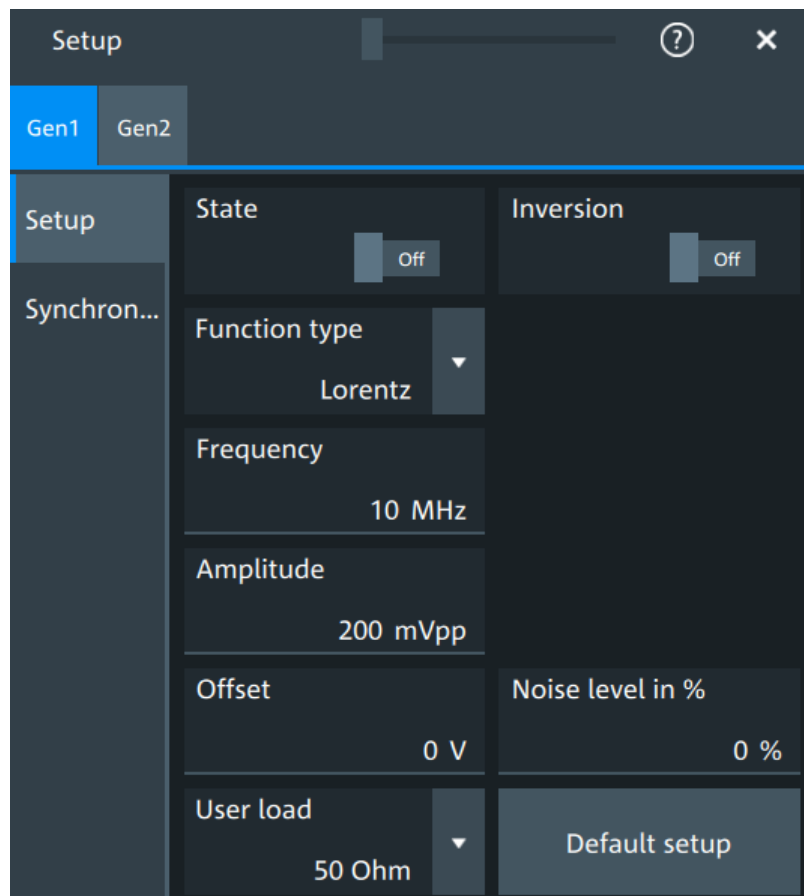 Setup
?
Gen1 Gen2
Setup
Synchron...
State
Off
Inversion
Off
Function type
Lorentz
Frequency
10 MHz
Amplitude
200 mVpp
Offset
0 V
Noise level in %
0 %
User load
50 Ohm
Default setup